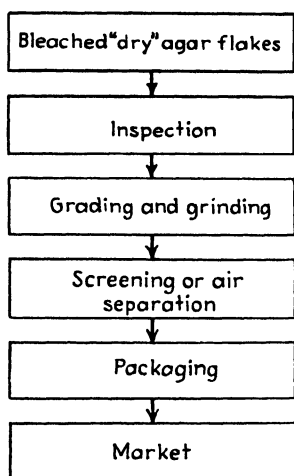 Bleached "dry" agar flakes
Inspection
Grading and grinding
Screening or air
separation
Packaging
Market